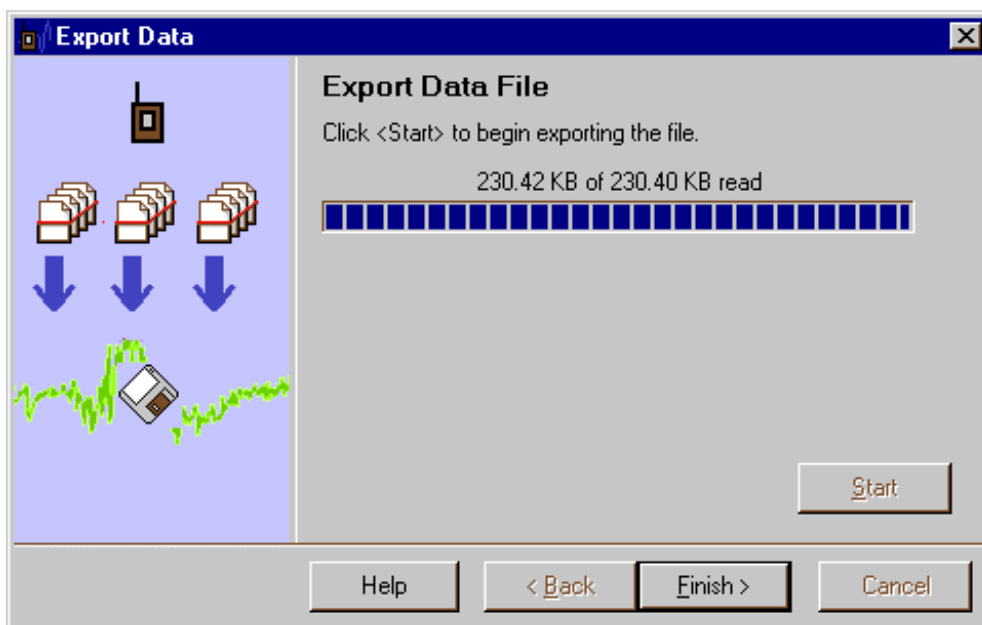 Export Data
Export Data File
Click <Start> to begin exporting the file.
230.42 KB of 230.40 KB read
Start
Help
< Back
Finish >
Cancel